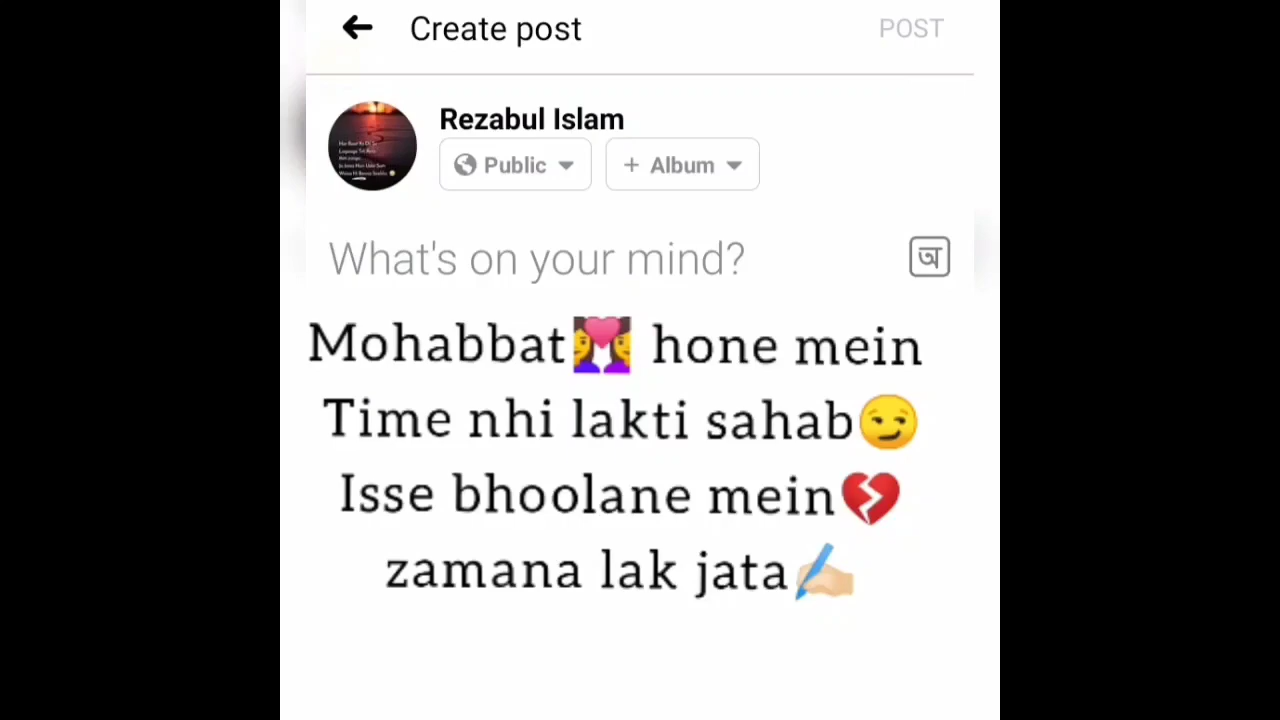 Create post
POST
Rezabul Islam
Public
+ Album
What's on your mind?
অ
Mohabbat👩‍❤️‍👩 hone mein
Time nhi lakti sahab😏
Isse bhoolane mein💔
zamana lak jata✍🏻